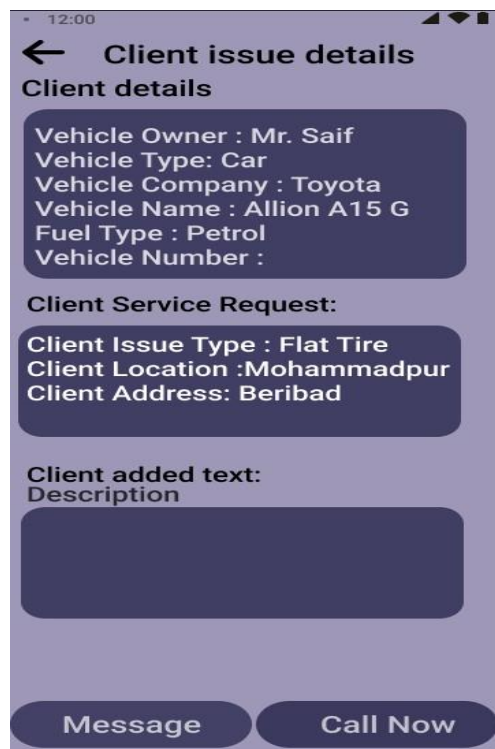 12:00
Client issue details
Client details
Vehicle Owner : Mr. Saif
Vehicle Type: Car
Vehicle Company : Toyota
Vehicle Name : Allion A15 G
Fuel Type : Petrol
Vehicle Number :
Client Service Request:
Client Issue Type : Flat Tire
Client Location :Mohammadpur
Client Address: Beribad
Client added text:
Description
Message
Call Now